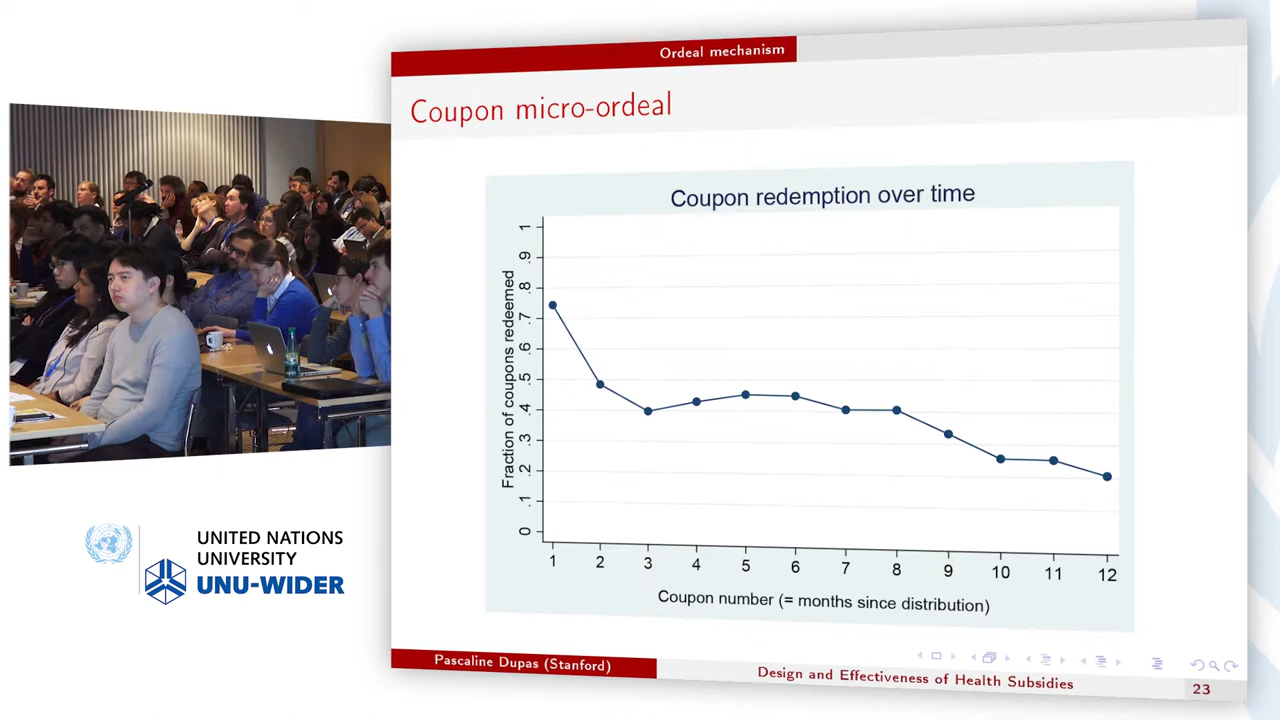 Ordeal mechanism
Coupon micro-ordeal
Coupon redemption over time
Fraction of coupons redeemed
1
.9
.8
.7
.6
.5
.4
.3
.2
.1
0
1 2 3 4 5 6 7 8 9 10 11 12
Coupon number (= months since distribution)
Pascaline Dupas (Stanford)
Design and Effectiveness of Health Subsidies
23
UNITED NATIONS
UNIVERSITY
UNU-WIDER